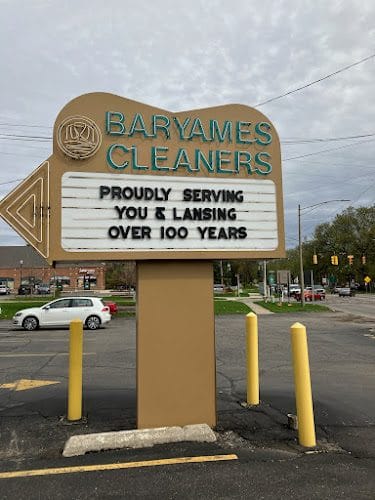 BARYAMES
CLEANERS
PROUDLY SERVING
YOU & LANSING
OVER 100 YEARS